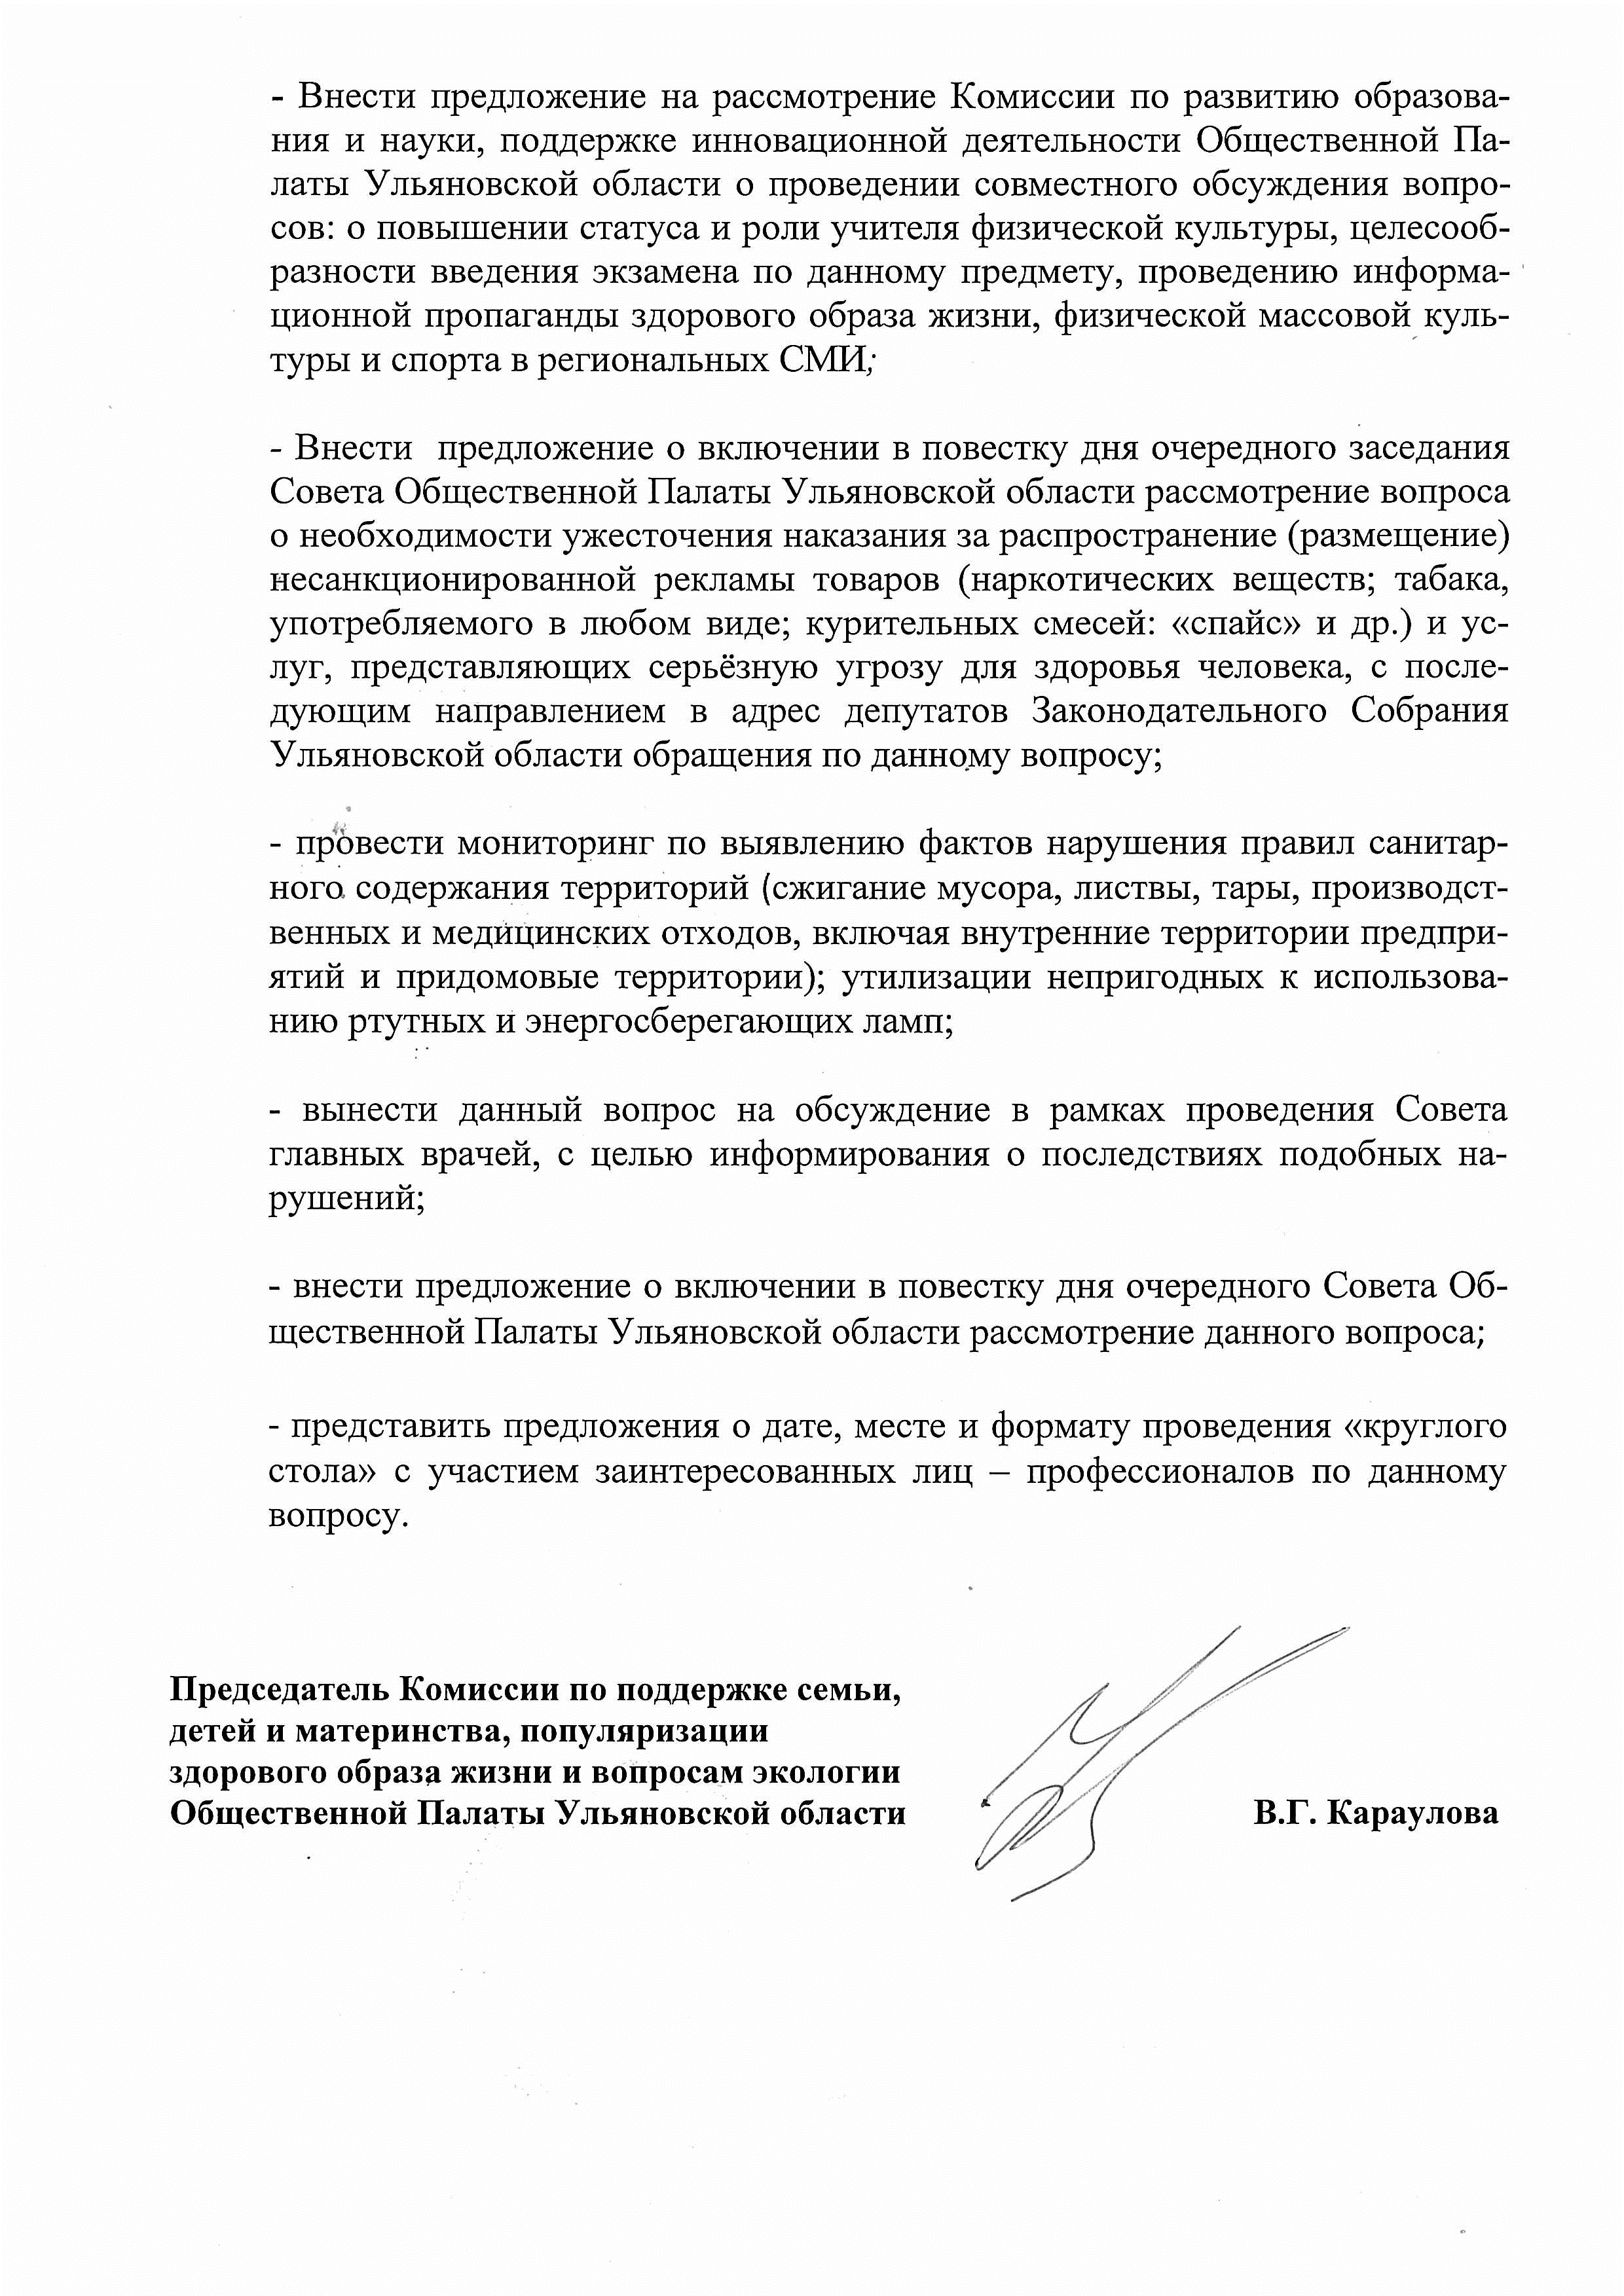 - Внести предложение на рассмотрение Комиссии по развитию образова-
ния и науки, поддержке инновационной деятельности Общественной Па-
латы Ульяновской области о проведении совместного обсуждения вопро-
сов: о повышении статуса и роли учителя физической культуры, целесооб-
разности введения экзамена по данному предмету, проведению информа-
ционной пропаганды здорового образа жизни, физической массовой куль-
туры и спорта в региональных СМИ;
- Внести предложение о включении в повестку дня очередного заседания
Совета Общественной Палаты Ульяновской области рассмотрение вопроса
о необходимости ужесточения наказания за распространение (размещение)
несанкционированной рекламы товаров (наркотических веществ; табака,
употребляемого в любом виде; курительных смесей: «спайс» и др.) и ус-
луг, представляющих серьёзную угрозу для здоровья человека, с после-
дующим направлением в адрес депутатов Законодательного Собрания
Ульяновской области обращения по данному вопросу;
- провести мониторинг по выявлению фактов нарушения правил санитар-
ного содержания территорий (сжигание мусора, листвы, тары, производст-
венных и медицинских отходов, включая внутренние территории предпри-
ятий и придомовые территории); утилизации непригодных к использова-
нию ртутных и энергосберегающих ламп;
- вынести данный вопрос на обсуждение в рамках проведения Совета
главных врачей, с целью информирования о последствиях подобных на-
рушений;
- внести предложение о включении в повестку дня очередного Совета Об-
щественной Палаты Ульяновской области рассмотрение данного вопроса;
- представить предложения о дате, месте и формату проведения «круглого
стола» с участием заинтересованных лиц – профессионалов по данному
вопросу.
Председатель Комиссии по поддержке семьи,
детей и материнства, популяризации
здорового образа жизни и вопросам экологии
Общественной Палаты Ульяновской области В.Г. Караулова